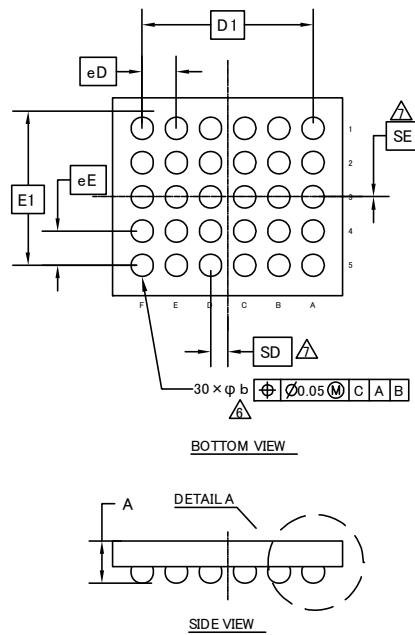 D1
eD
7
SE
1
2
eE
E1
3
4
5
F E D C B A
SD 7
30×φ b ⌖ Ø0.05 Ⓜ C A B
6
BOTTOM VIEW
DETAIL A
A
SIDE VIEW